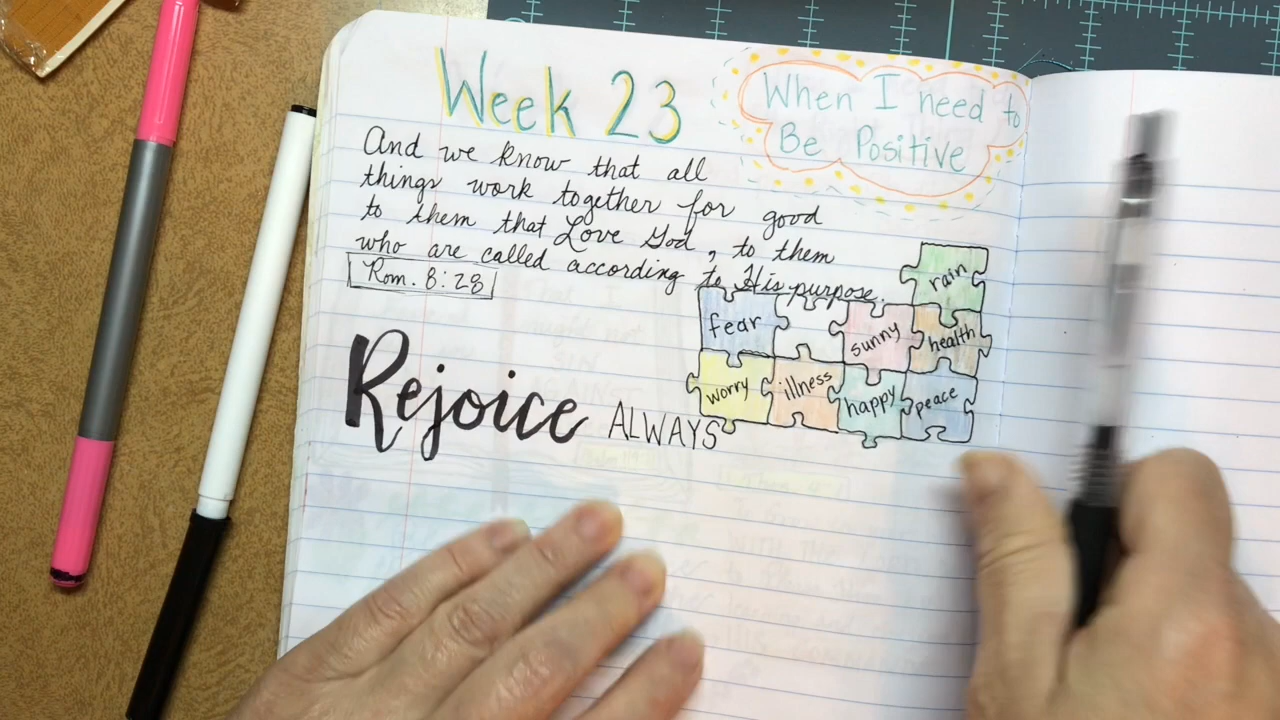 Week 23
When I need to
Be Positive
And we know that all
things work together for good
to them that Love God, to them
who are called according to His purpose.
Rom. 8:28
rain
fear
sunny
health
worry
illness
happy
peace
Rejoice ALWAYS